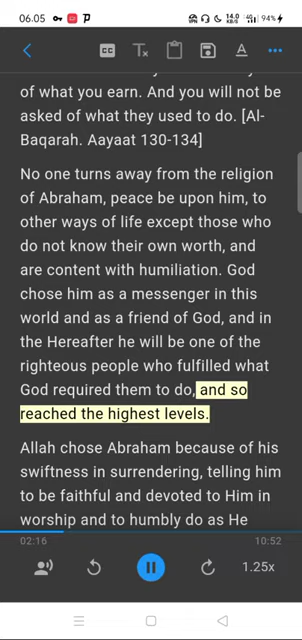 06.05
14.0 KB/S
4G
94%
CC
A
of what you earn. And you will not be
asked of what they used to do. [Al-
Baqarah. Aayaat 130-134]
No one turns away from the religion
of Abraham, peace be upon him, to
other ways of life except those who
do not know their own worth, and
are content with humiliation. God
chose him as a messenger in this
world and as a friend of God, and in
the Hereafter he will be one of the
righteous people who fulfilled what
God required them to do, and so
reached the highest levels.
Allah chose Abraham because of his
swiftness in surrendering, telling him
to be faithful and devoted to Him in
worship and to humbly do as He
02:16
10:52
1.25x